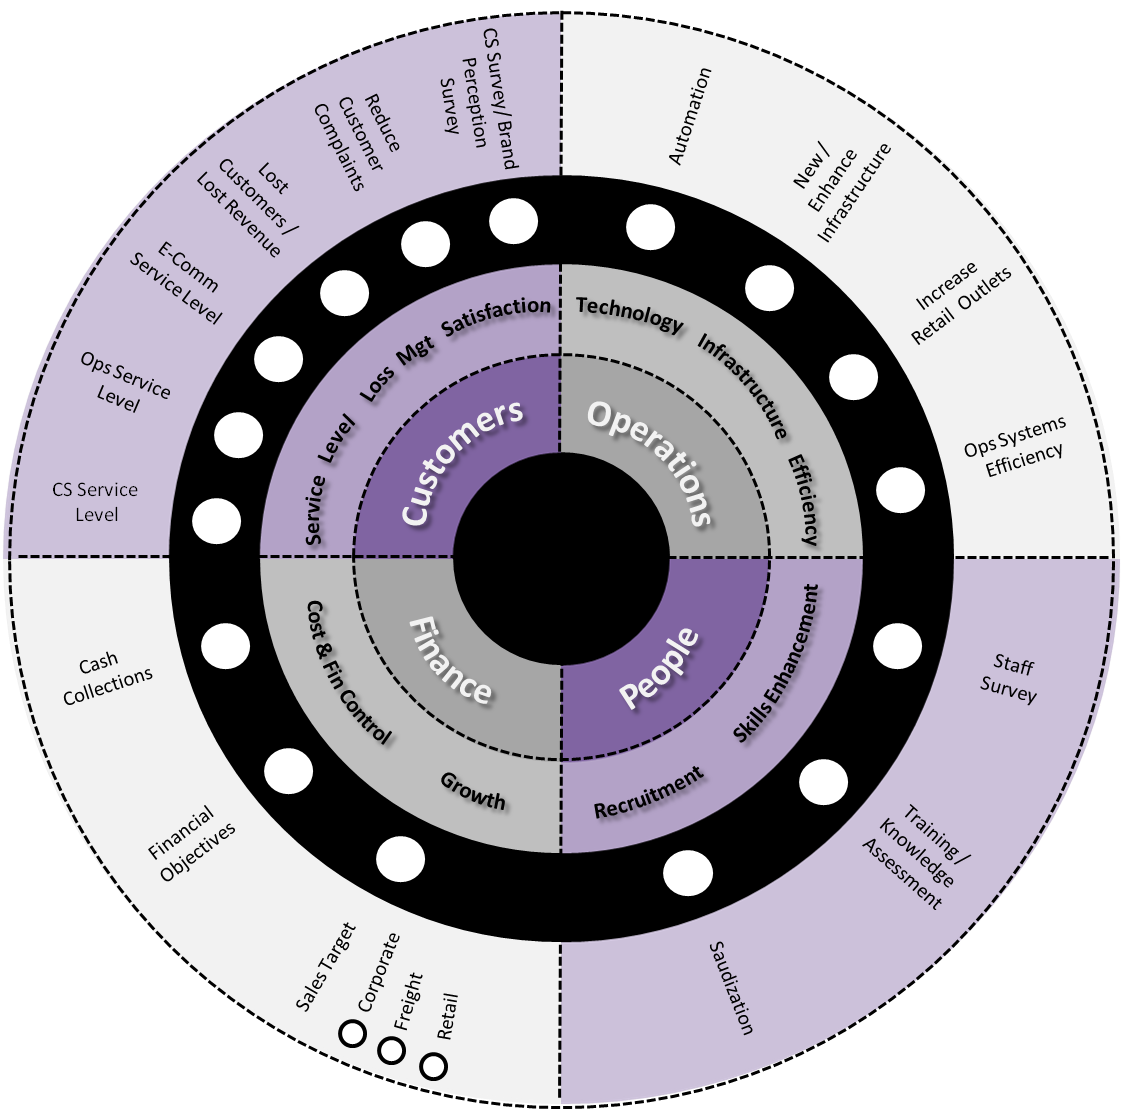 CS Survey/ Brand
Perception
Survey
Reduce
Customer
Complaints
Lost
Customers /
Lost Revenue
E-Comm
Service Level
Ops Service
Level
CS Service
Level
Automation
New /
Enhance
Infrastructure
Increase
Retail Outlets
Ops Systems
Efficiency
Service Level
Loss Mgt
Satisfaction
Technology
Infrastructure
Efficiency
Customers
Operations
Finance
People
Cost & Fin Control
Growth
Skills Enhancement
Recruitment
Cash
Collections
Financial
Objectives
Sales Target
Corporate
Freight
Retail
Staff
Survey
Training /
Knowledge
Assessment
Saudization